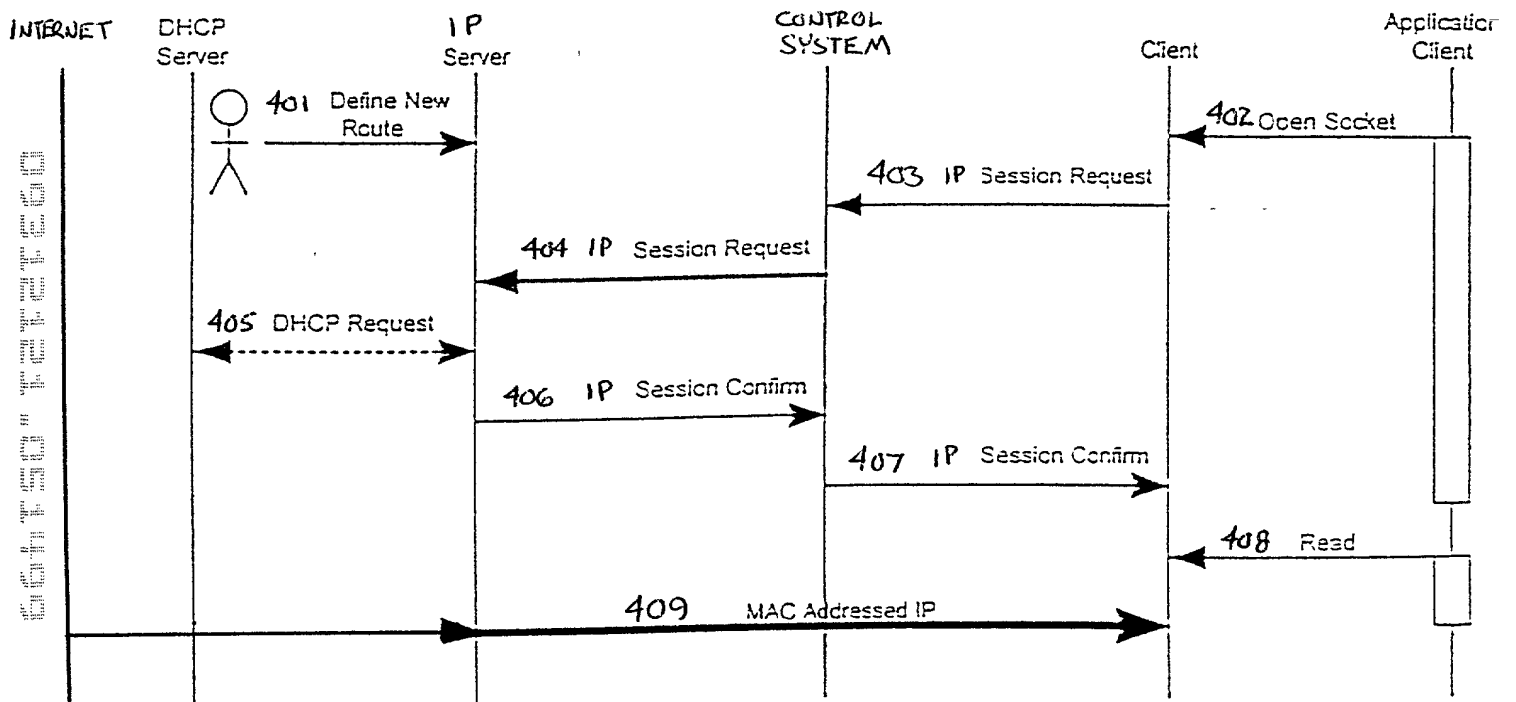 INTERNET
DHCP
Server
IP
Server
CONTROL
SYSTEM
Client
Application
Client
401 Define New
Route
402 Open Socket
403 IP Session Request
404 IP Session Request
405 DHCP Request
406 IP Session Confirm
407 IP Session Confirm
408 Read
409 MAC Addressed IP